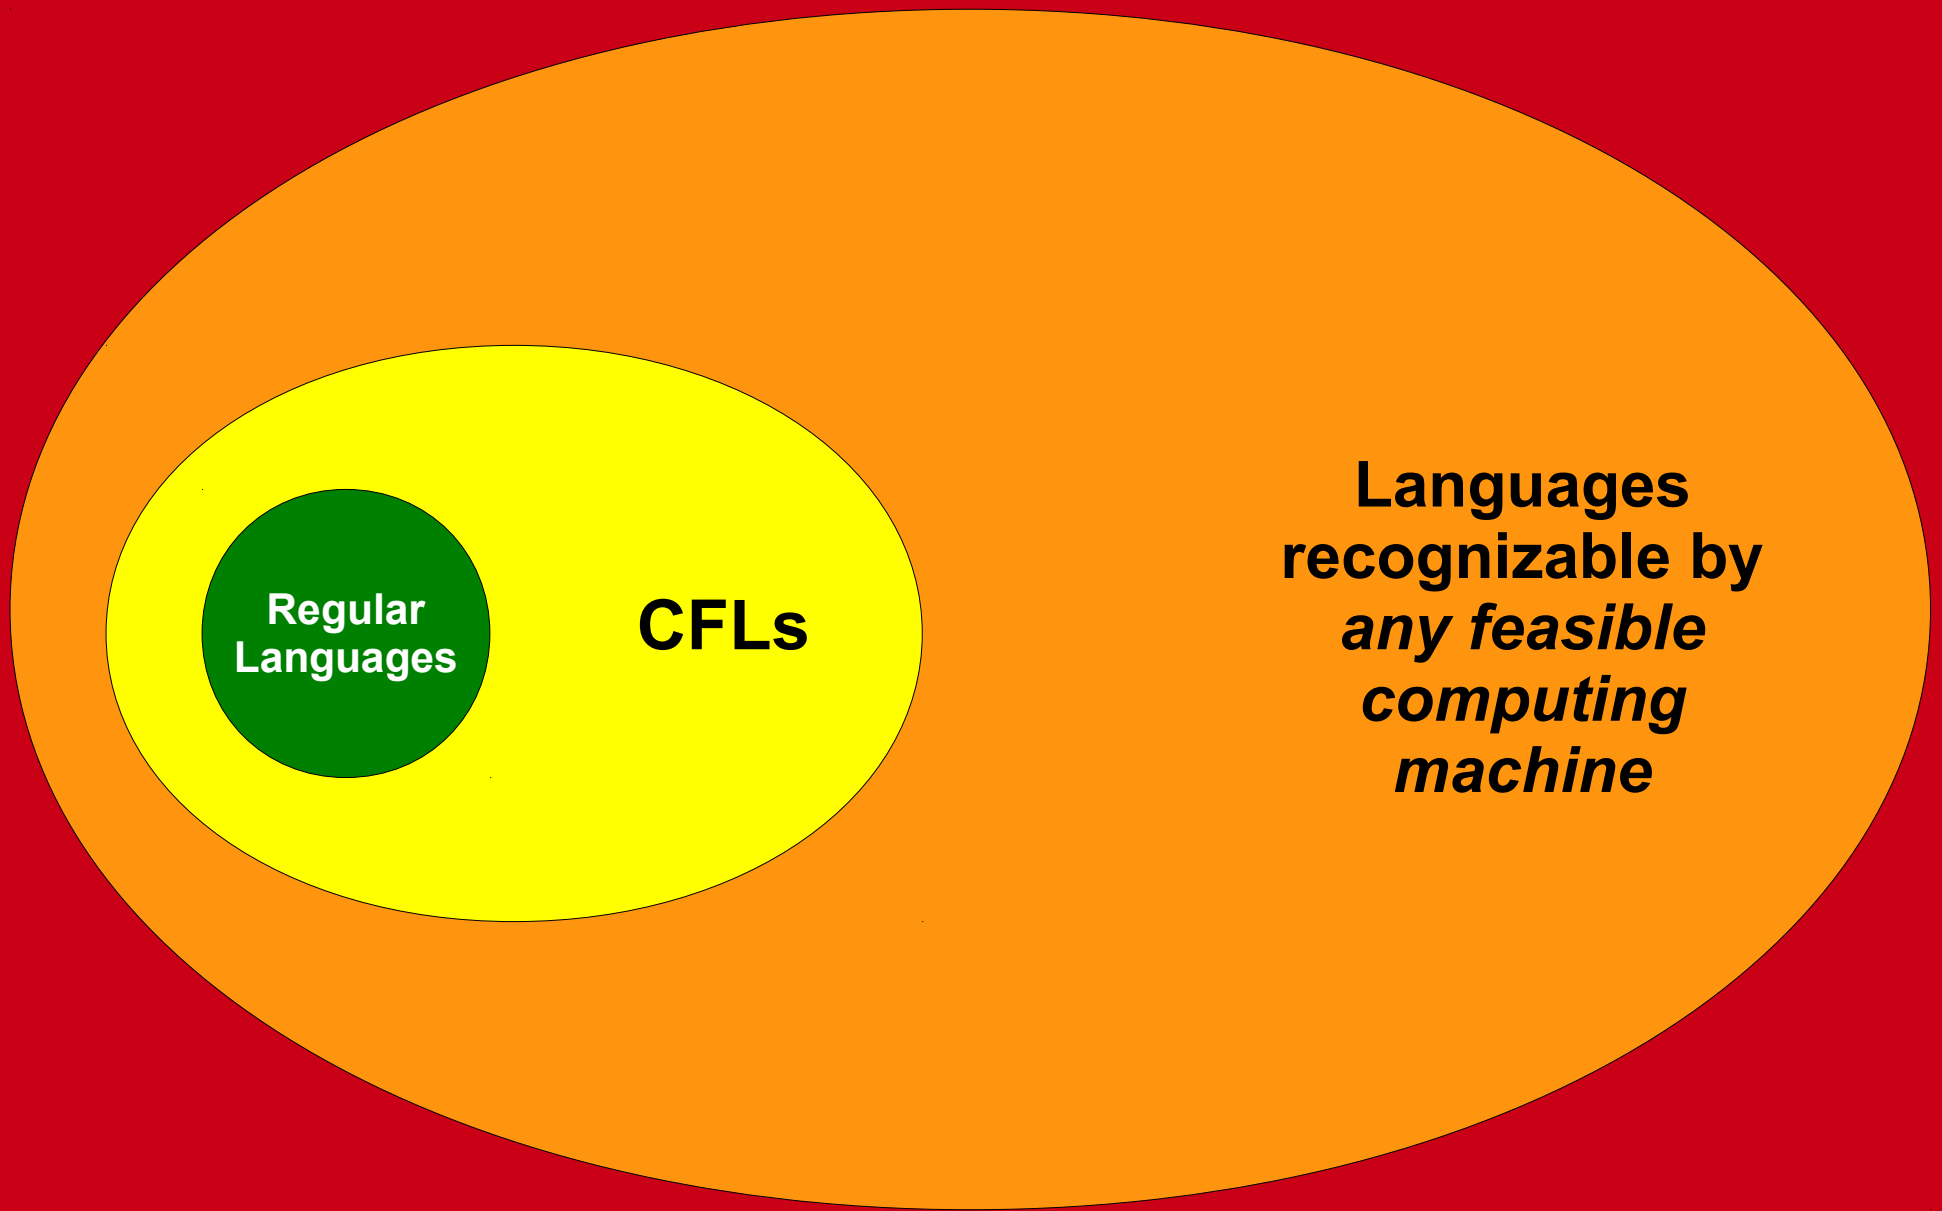 Regular
Languages
CFLs
Languages
recognizable by
any feasible
computing
machine